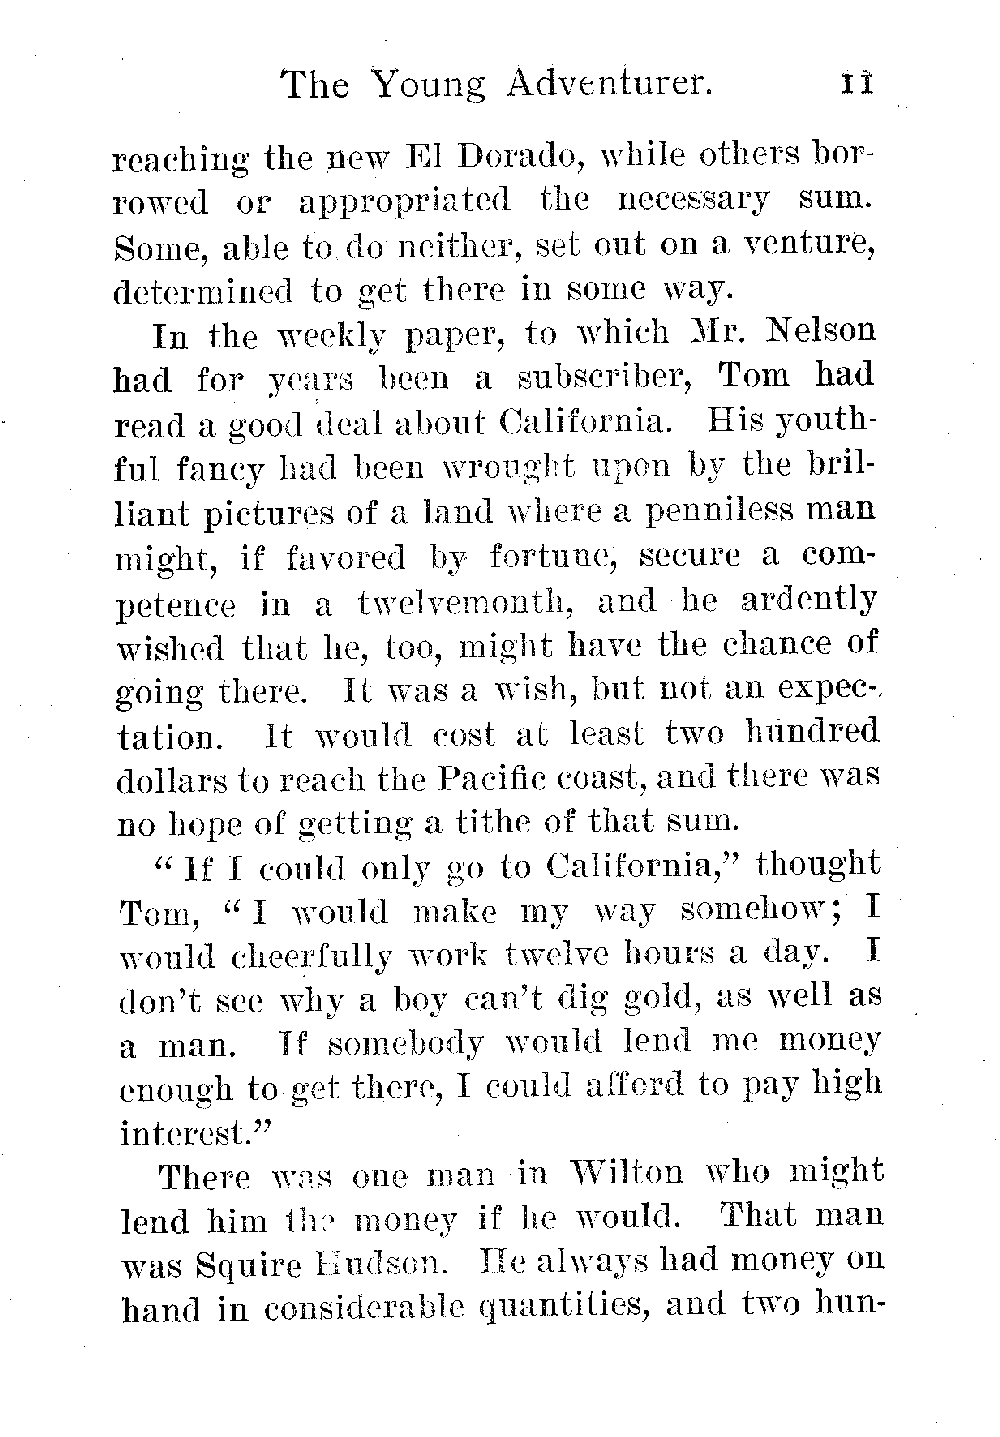 The Young Adventurer. 11
reaching the new El Dorado, while others bor-
rowed or appropriated the necessary sum.
Some, able to do neither, set out on a venture,
determined to get there in some way.
In the weekly paper, to which Mr. Nelson
had for years been a subscriber, Tom had
read a good deal about California. His youth-
ful fancy had been wrought upon by the bril-
liant pictures of a land where a penniless man
might, if favored by fortune, secure a com-
petence in a twelvemonth, and he ardently
wished that he, too, might have the chance of
going there. It was a wish, but not an expec-
tation. It would cost at least two hundred
dollars to reach the Pacific coast, and there was
no hope of getting a tithe of that sum.
“If I could only go to California,” thought
Tom, “I would make my way somehow; I
would cheerfully work twelve hours a day. I
don’t see why a boy can’t dig gold, as well as
a man. If somebody would lend me money
enough to get there, I could afford to pay high
interest.”
There was one man in Wilton who might
lend him the money if he would. That man
was Squire Hudson. He always had money on
hand in considerable quantities, and two hun-